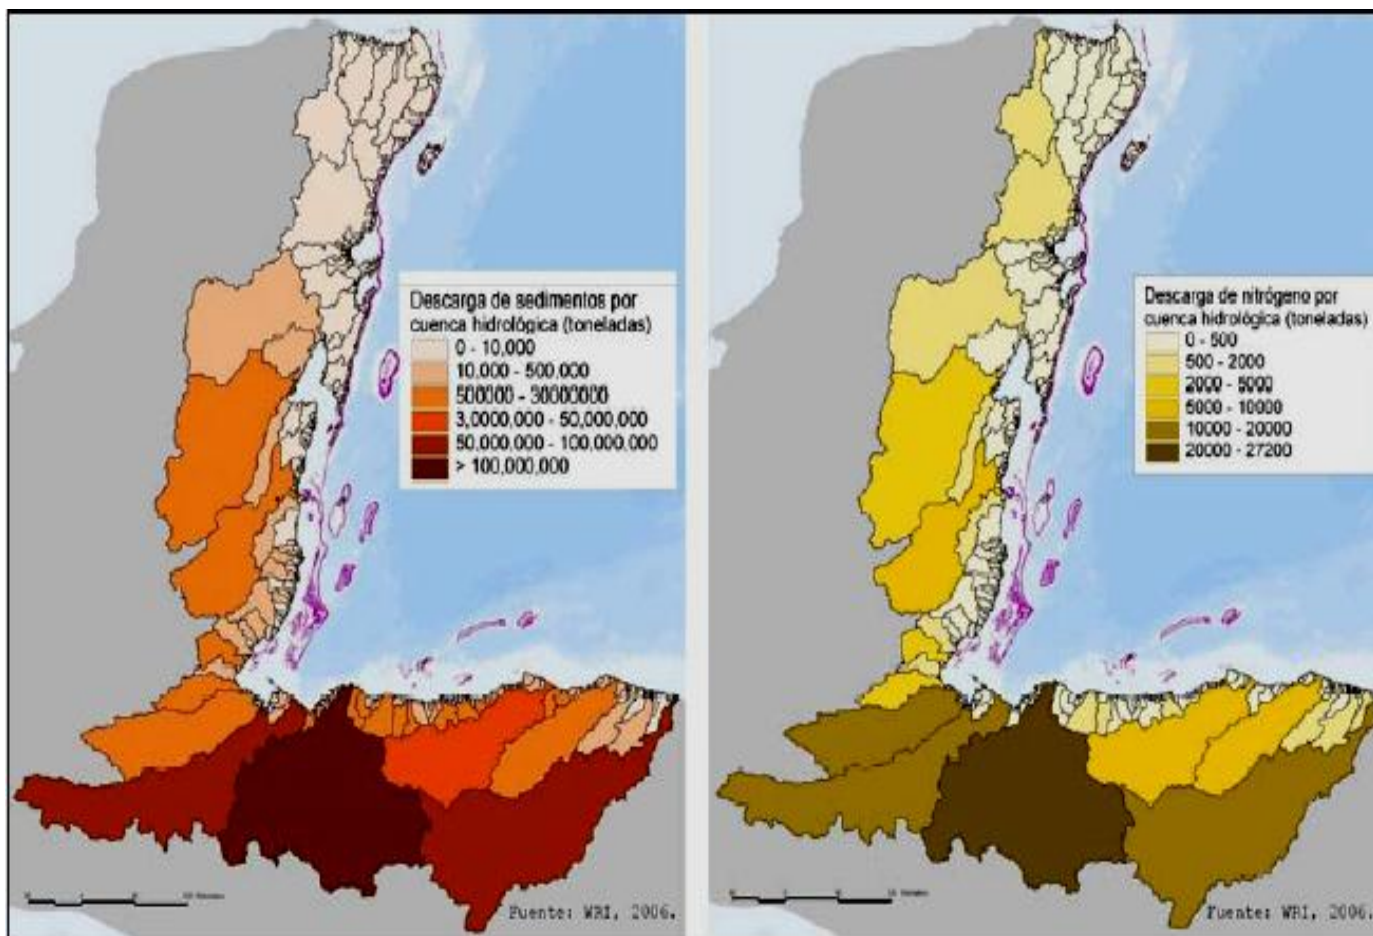 Descarga de sedimentos por
cuenca hidrológica (toneladas)
0 - 10,000
10,000 - 500,000
500000 - 30000000
3,0000,000 - 50,000,000
50,000,000 - 100,000,000
> 100,000,000
Fuente: WRI, 2006.
Descarga de nitrógeno por
cuenca hidrológica (toneladas)
0 - 500
500 - 2000
2000 - 5000
5000 - 10000
10000 - 20000
20000 - 27200
Fuente: WRI, 2006.